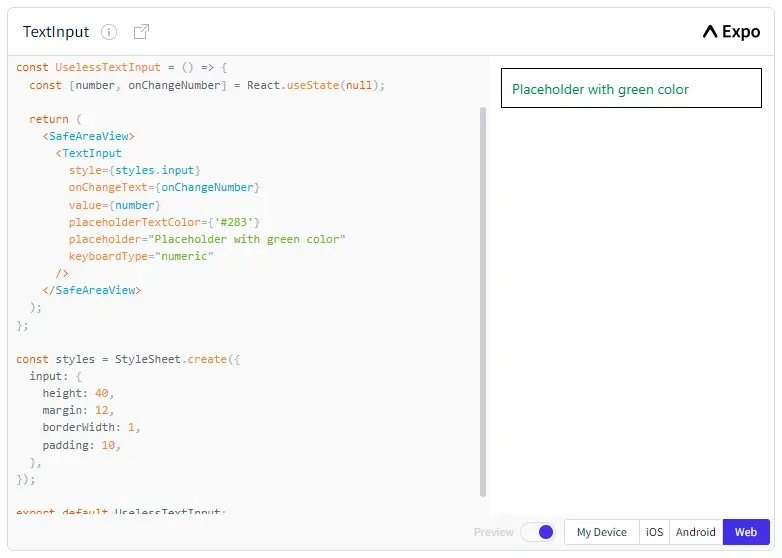 TextInput
Expo
const UselessTextInput = () => {
  const [number, onChangeNumber] = React.useState(null);
  return (
    <SafeAreaView>
      <TextInput
        style={styles.input}
        onChangeText={onChangeNumber}
        value={number}
        placeholderTextColor={'#283'}
        placeholder="Placeholder with green color"
        keyboardType="numeric"
      />
    </SafeAreaView>
  );
};
const styles = StyleSheet.create({
  input: {
    height: 40,
    margin: 12,
    borderWidth: 1,
    padding: 10,
  },
});
export default UselessTextInput;
Placeholder with green color
Preview My Device iOS Android Web